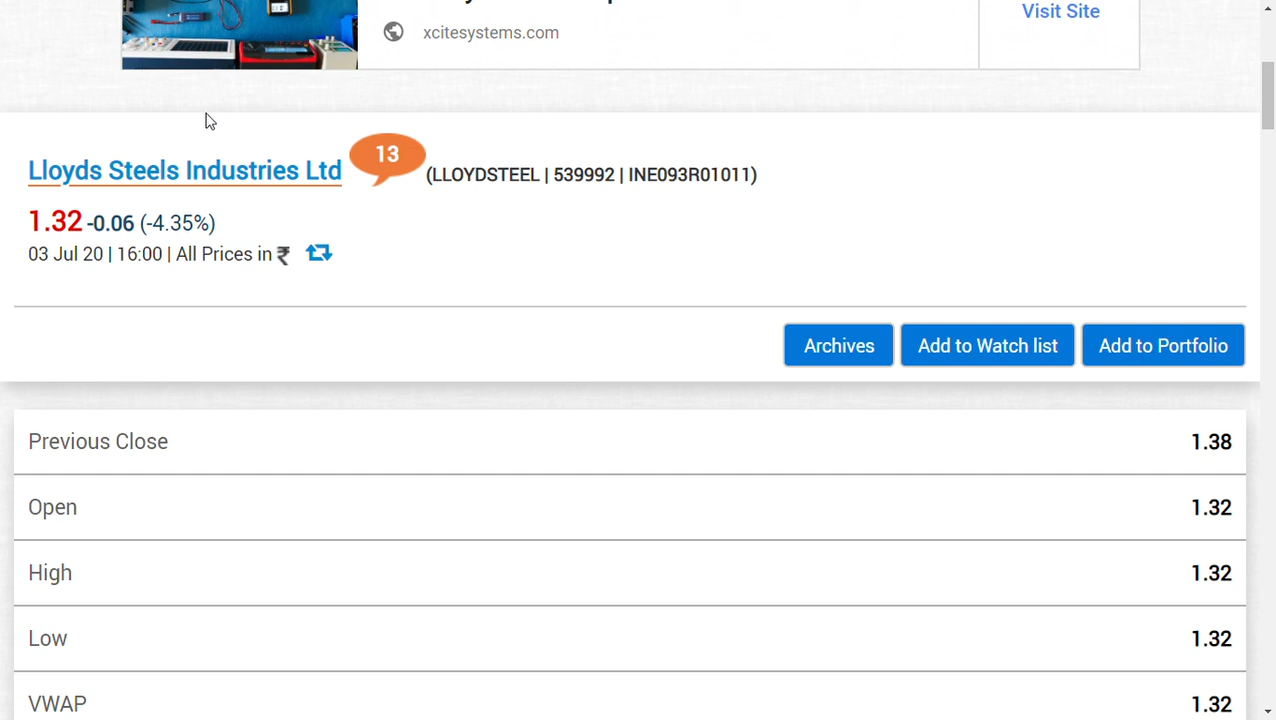 Visit Site
xcitesystems.com
Lloyds Steels Industries Ltd
13
(LLOYDSTEEL | 539992 | INE093R01011)
1.32 -0.06 (-4.35%)
03 Jul 20 | 16:00 | All Prices in ₹
Archives
Add to Watch list
Add to Portfolio
Previous Close 1.38
Open 1.32
High 1.32
Low 1.32
VWAP 1.32